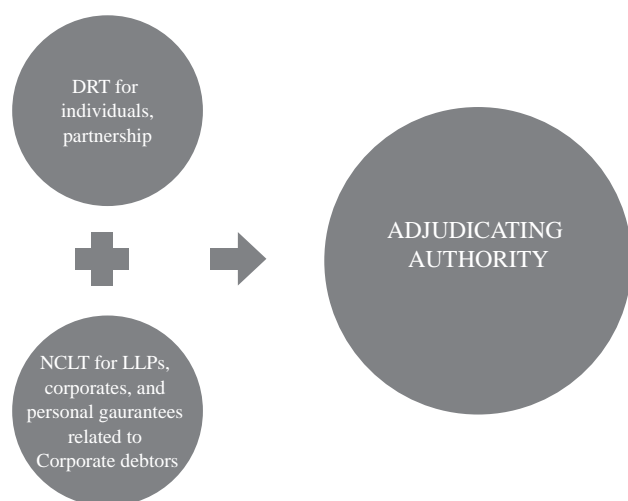 DRT for
individuals,
partnership
NCLT for LLPs,
corporates, and
personal gaurantees
related to
Corporate debtors
ADJUDICATING
AUTHORITY